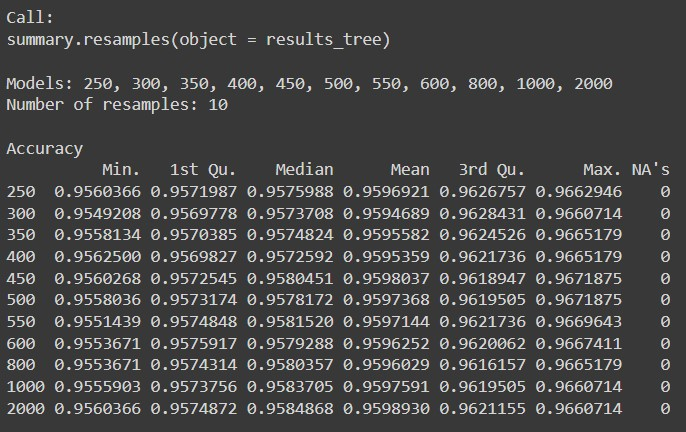 Call:
summary.resamples(object = results_tree)
Models: 250, 300, 350, 400, 450, 500, 550, 600, 800, 1000, 2000
Number of resamples: 10
Accuracy
Min. 1st Qu. Median Mean 3rd Qu. Max. NA's
250 0.9560366 0.9571987 0.9575988 0.9596921 0.9626757 0.9662946 0
300 0.9549208 0.9569778 0.9573708 0.9594689 0.9628431 0.9660714 0
350 0.9558134 0.9570385 0.9574824 0.9595582 0.9624526 0.9665179 0
400 0.9562500 0.9569827 0.9572592 0.9595359 0.9621736 0.9665179 0
450 0.9560268 0.9572545 0.9580451 0.9598037 0.9618947 0.9671875 0
500 0.9558036 0.9573174 0.9578172 0.9597368 0.9619505 0.9671875 0
550 0.9551439 0.9574848 0.9581520 0.9597144 0.9621736 0.9669643 0
600 0.9553671 0.9575917 0.9579288 0.9596252 0.9620062 0.9667411 0
800 0.9553671 0.9574314 0.9580357 0.9596029 0.9616157 0.9665179 0
1000 0.9555903 0.9573756 0.9583705 0.9597591 0.9619505 0.9660714 0
2000 0.9560366 0.9574872 0.9584868 0.9598930 0.9621155 0.9660714 0